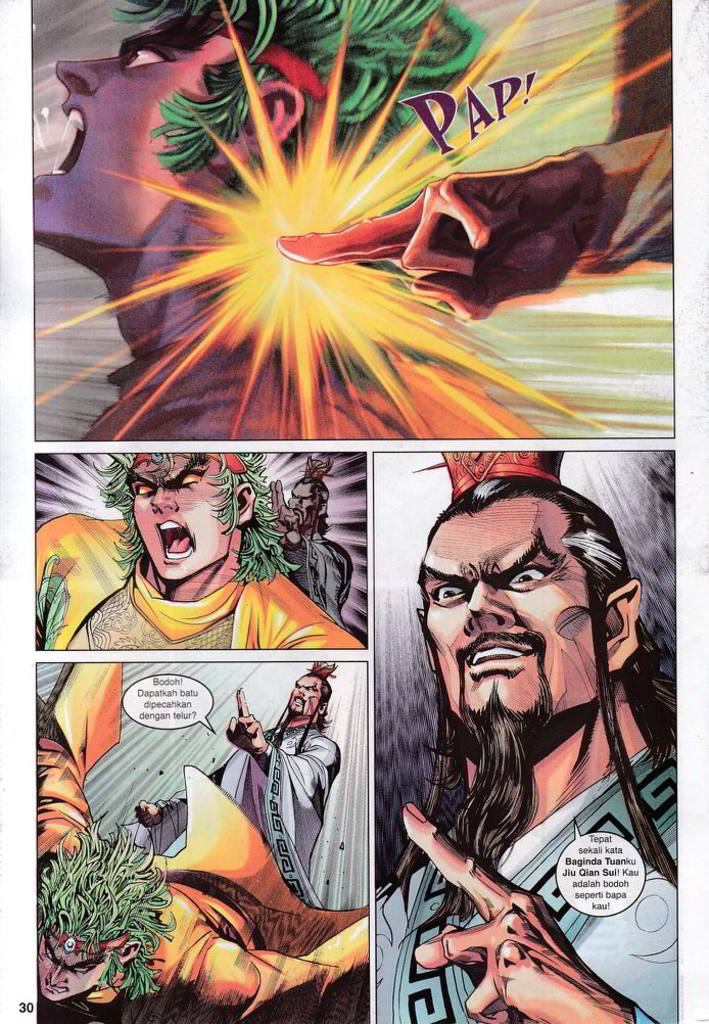 PAP!
Bodoh!
Dapatkah batu
dipecahkan
dengan telur?
Tepat
sekali kata
Baginda Tuanku
Jiu Qian Sui! Kau
adalah bodoh
seperti bapa
kau!
30